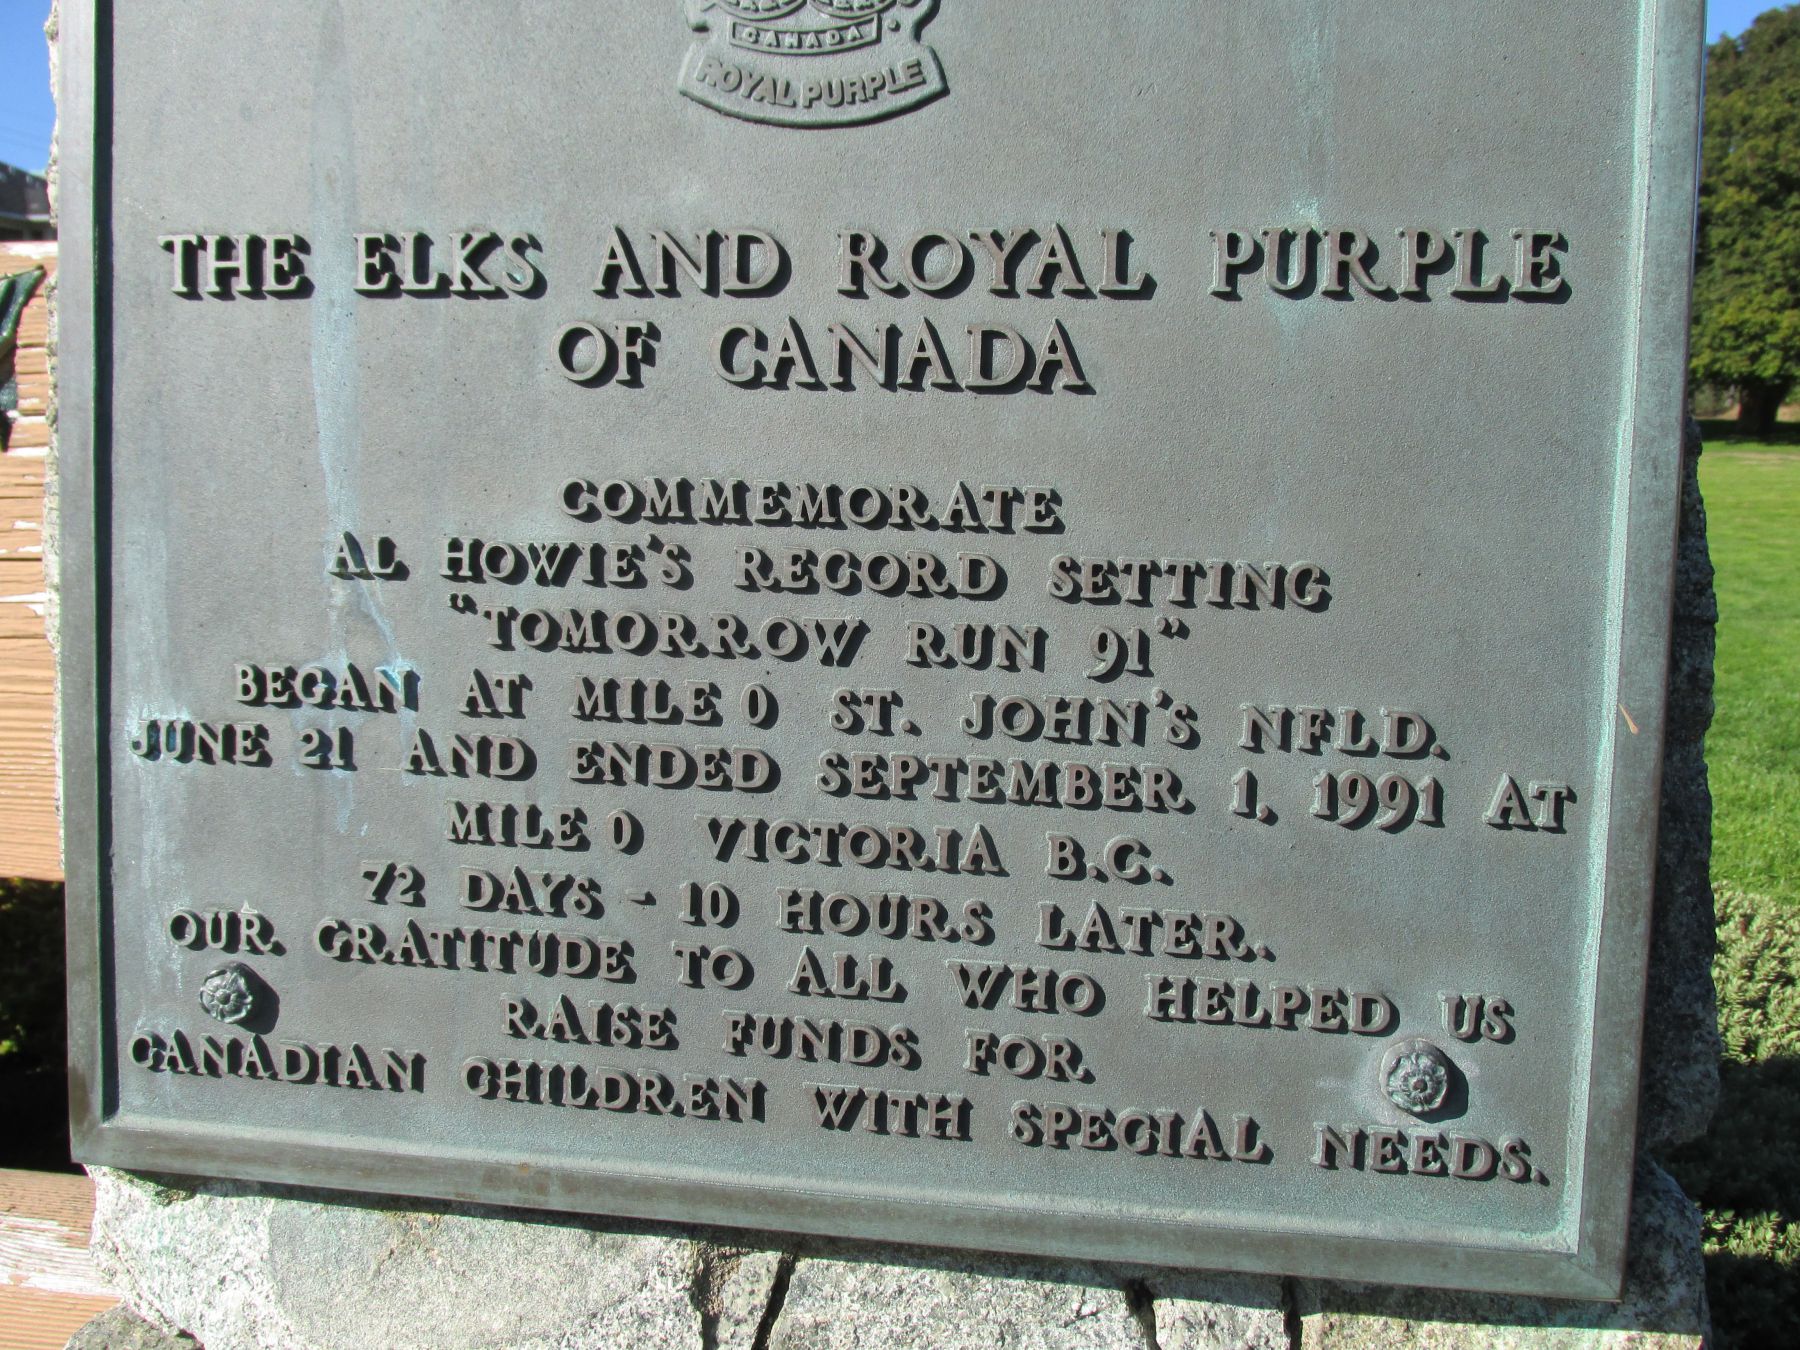 CANADA
ROYAL PURPLE
THE ELKS AND ROYAL PURPLE
OF CANADA
COMMEMORATE
AL HOWIE'S RECORD SETTING
"TOMORROW RUN 91"
BEGAN AT MILE 0 ST. JOHN'S NFLD.
JUNE 21 AND ENDED SEPTEMBER 1, 1991 AT
MILE 0 VICTORIA B.C.
72 DAYS - 10 HOURS LATER.
OUR GRATITUDE TO ALL WHO HELPED US
RAISE FUNDS FOR
CANADIAN CHILDREN WITH SPECIAL NEEDS.